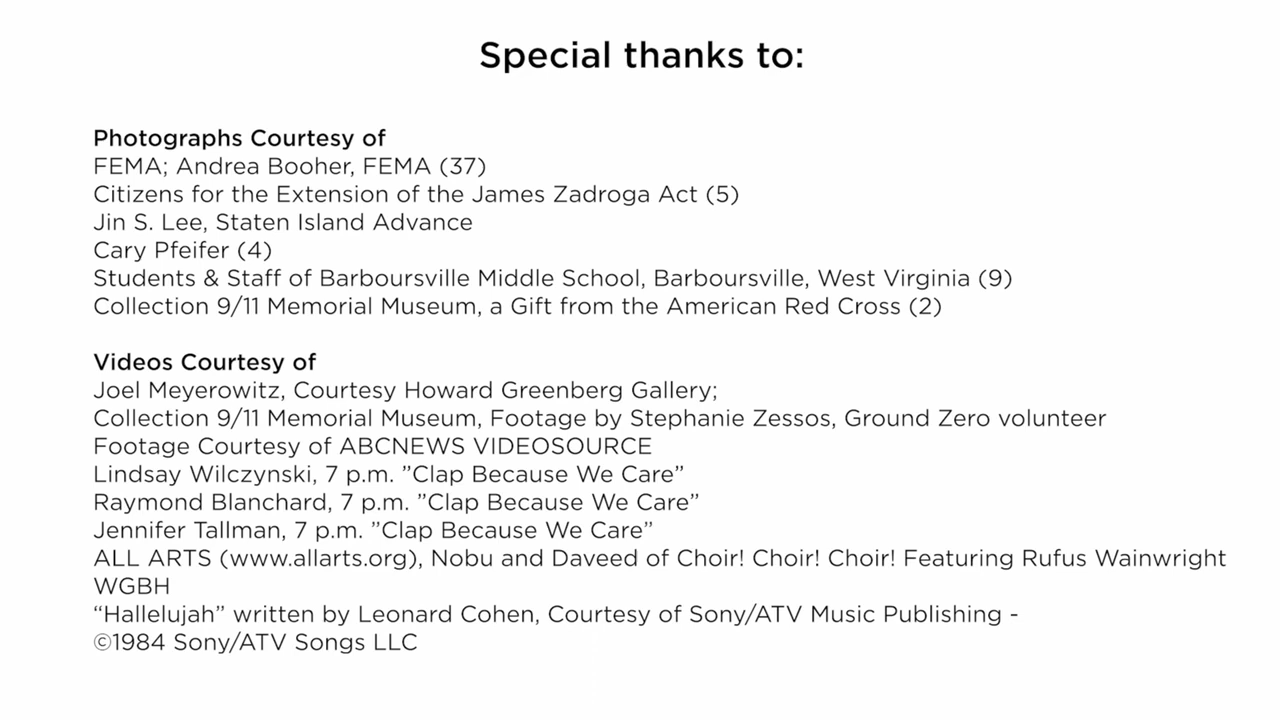 Special thanks to:
Photographs Courtesy of
FEMA; Andrea Booher, FEMA (37)
Citizens for the Extension of the James Zadroga Act (5)
Jin S. Lee, Staten Island Advance
Cary Pfeifer (4)
Students & Staff of Barboursville Middle School, Barboursville, West Virginia (9)
Collection 9/11 Memorial Museum, a Gift from the American Red Cross (2)
Videos Courtesy of
Joel Meyerowitz, Courtesy Howard Greenberg Gallery;
Collection 9/11 Memorial Museum, Footage by Stephanie Zessos, Ground Zero volunteer
Footage Courtesy of ABCNEWS VIDEOSOURCE
Lindsay Wilczynski, 7 p.m. ”Clap Because We Care”
Raymond Blanchard, 7 p.m. ”Clap Because We Care”
Jennifer Tallman, 7 p.m. ”Clap Because We Care”
ALL ARTS (www.allarts.org), Nobu and Daveed of Choir! Choir! Choir! Featuring Rufus Wainwright
WGBH
“Hallelujah” written by Leonard Cohen, Courtesy of Sony/ATV Music Publishing -
©1984 Sony/ATV Songs LLC